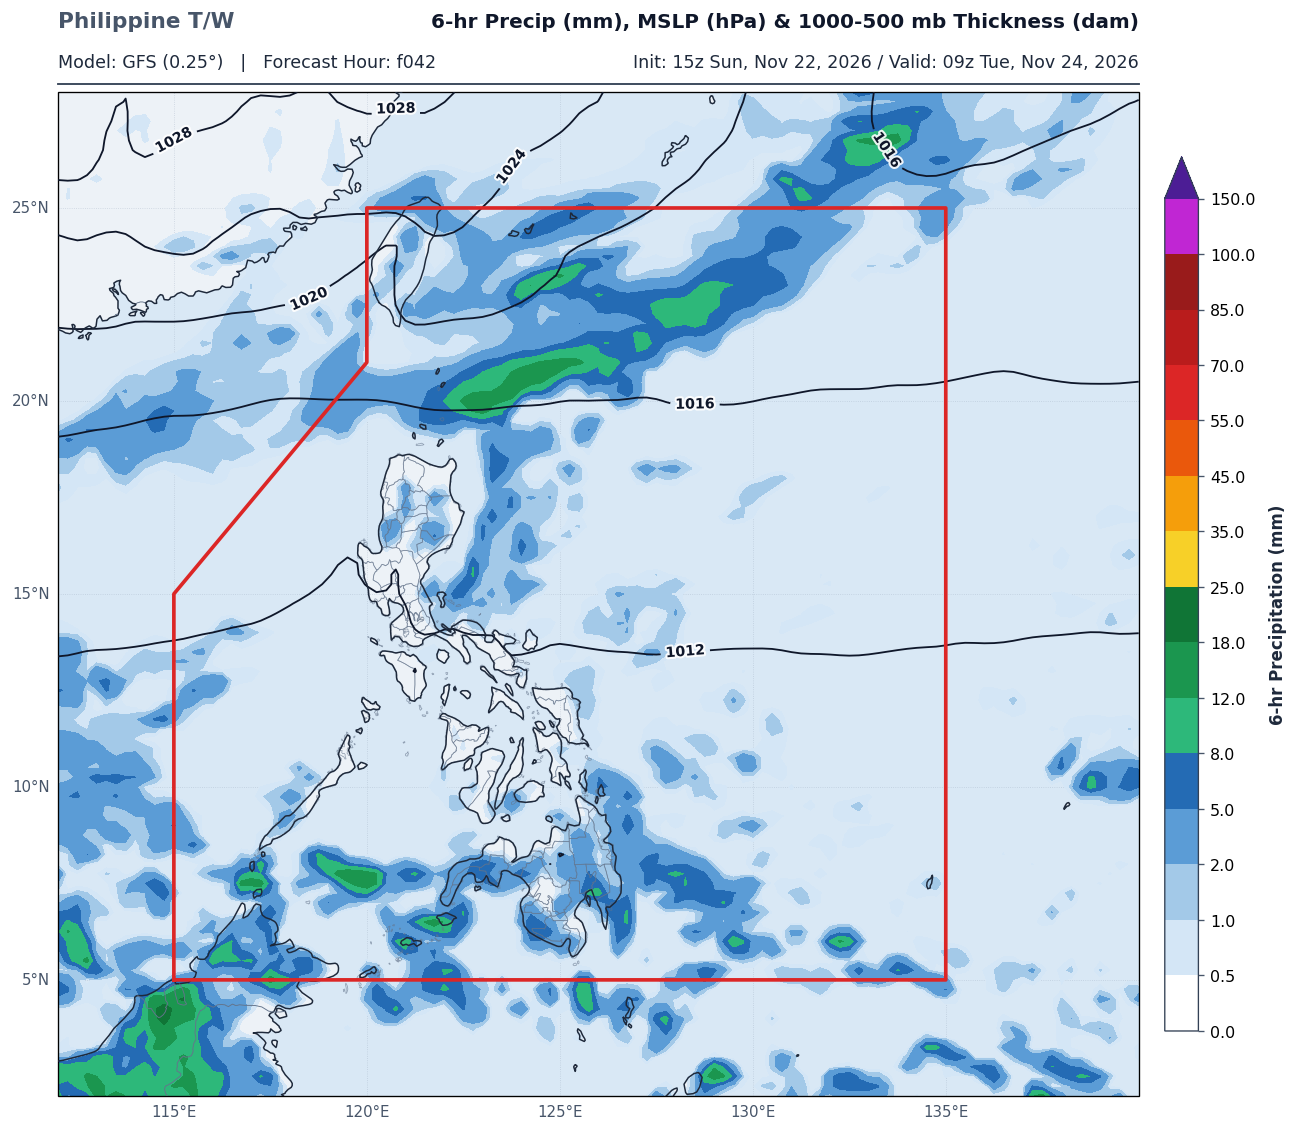 Philippine T/W
6-hr Precip (mm), MSLP (hPa) & 1000-500 mb Thickness (dam)
Model: GFS (0.25°)   |   Forecast Hour: f042
Init: 15z Sun, Nov 22, 2026 / Valid: 09z Tue, Nov 24, 2026
1028
1028
1024
1016
1020
1016
1012
25°N
20°N
15°N
10°N
5°N
115°E
120°E
125°E
130°E
135°E
150.0
100.0
85.0
70.0
55.0
45.0
35.0
25.0
18.0
12.0
8.0
5.0
2.0
1.0
0.5
0.0
6-hr Precipitation (mm)